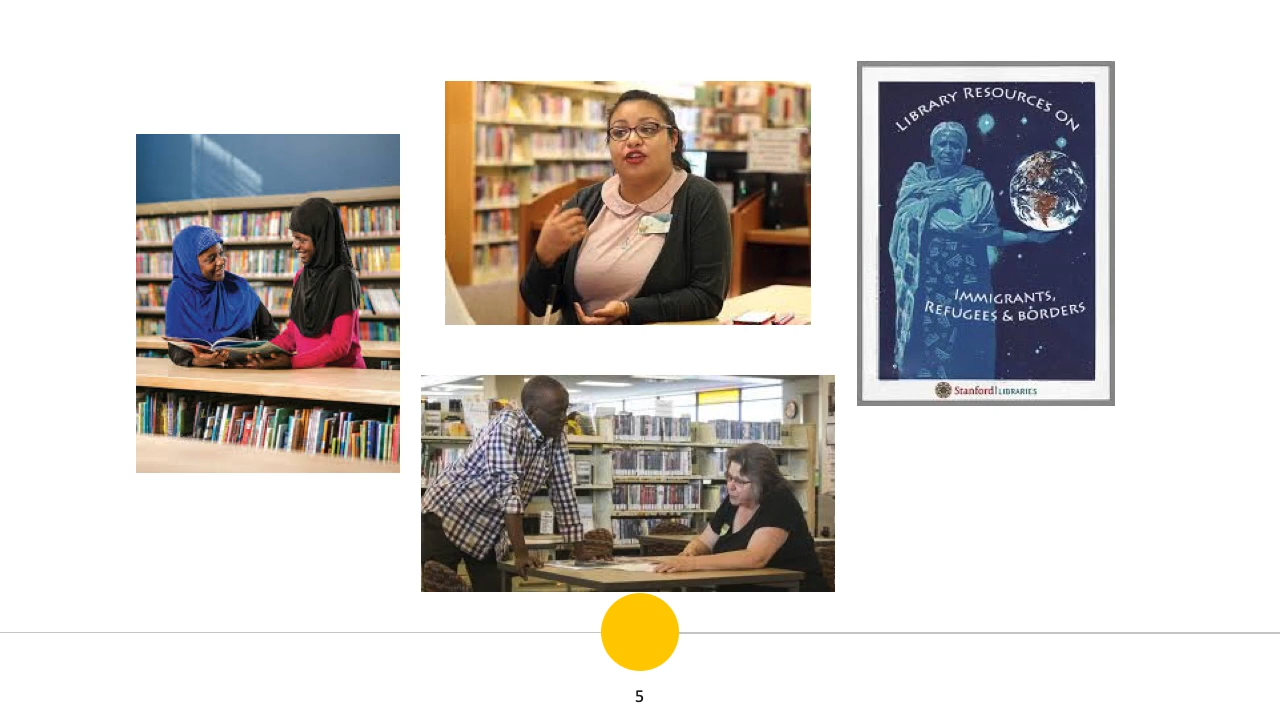 LIBRARY RESOURCES ON
IMMIGRANTS,
REFUGEES & BORDERS
Stanford LIBRARIES
5